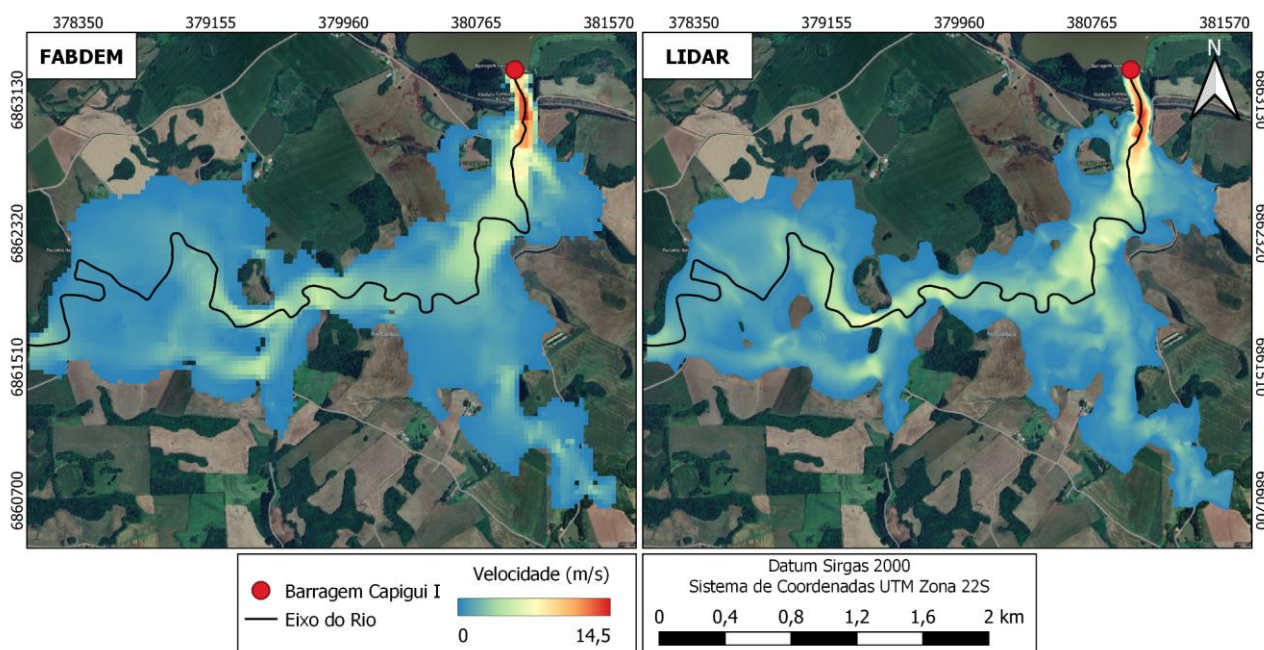 378350 379155 379960 380765 381570 378350 379155 379960 380765 381570
FABDEM
LIDAR
N
6863130
6862320
6861510
6860700
6863130
6862320
6861510
6860700
Barragem Capigui I
Eixo do Rio
Velocidade (m/s)
0 14,5
Datum Sirgas 2000
Sistema de Coordenadas UTM Zona 22S
0 0,4 0,8 1,2 1,6 2 km